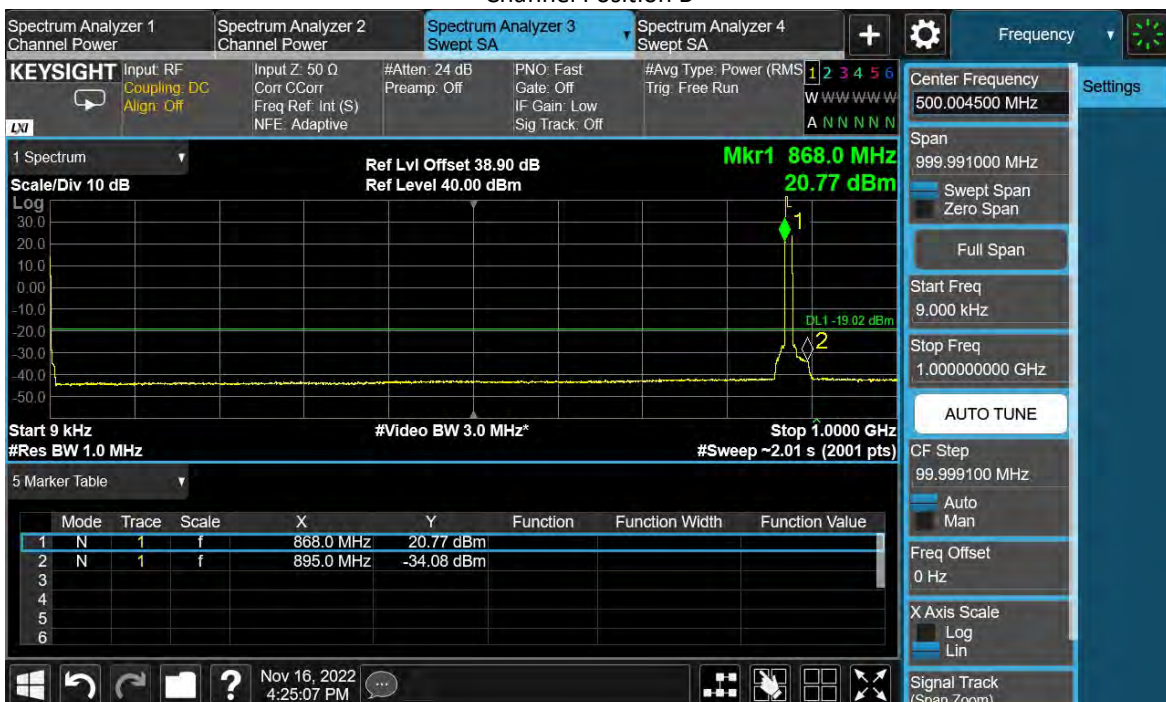 Channel Position B
Spectrum Analyzer 1
Channel Power
Spectrum Analyzer 2
Channel Power
Spectrum Analyzer 3
Swept SA
Spectrum Analyzer 4
Swept SA
+
Frequency
KEYSIGHT
LXI
Input: RF
Coupling: DC
Align: Off
Input Z: 50 Ω
Corr CCorr
Freq Ref: Int (S)
NFE: Adaptive
#Atten: 24 dB
Preamp: Off
PNO: Fast
Gate: Off
IF Gain: Low
Sig Track: Off
#Avg Type: Power (RMS
Trig: Free Run
1 2 3 4 5 6
W W W W W W
A N N N N N
1 Spectrum
Scale/Div 10 dB
Ref Lvl Offset 38.90 dB
Ref Level 40.00 dBm
Mkr1 868.0 MHz
20.77 dBm
Log
30.0
20.0
10.0
0.00
-10.0
-20.0
-30.0
-40.0
-50.0
1
DL1 -19.02 dBm
2
Start 9 kHz
#Video BW 3.0 MHz*
Stop 1.0000 GHz
#Res BW 1.0 MHz
#Sweep ~2.01 s (2001 pts)
5 Marker Table
Mode Trace Scale X Y Function Function Width Function Value
1 N 1 f 868.0 MHz 20.77 dBm
2 N 1 f 895.0 MHz -34.08 dBm
3
4
5
6
?
Nov 16, 2022
4:25:07 PM
Center Frequency
500.004500 MHz
Settings
Span
999.991000 MHz
Swept Span
Zero Span
Full Span
Start Freq
9.000 kHz
Stop Freq
1.000000000 GHz
AUTO TUNE
CF Step
99.999100 MHz
Auto
Man
Freq Offset
0 Hz
X Axis Scale
Log
Lin
Signal Track
(Span Zoom)